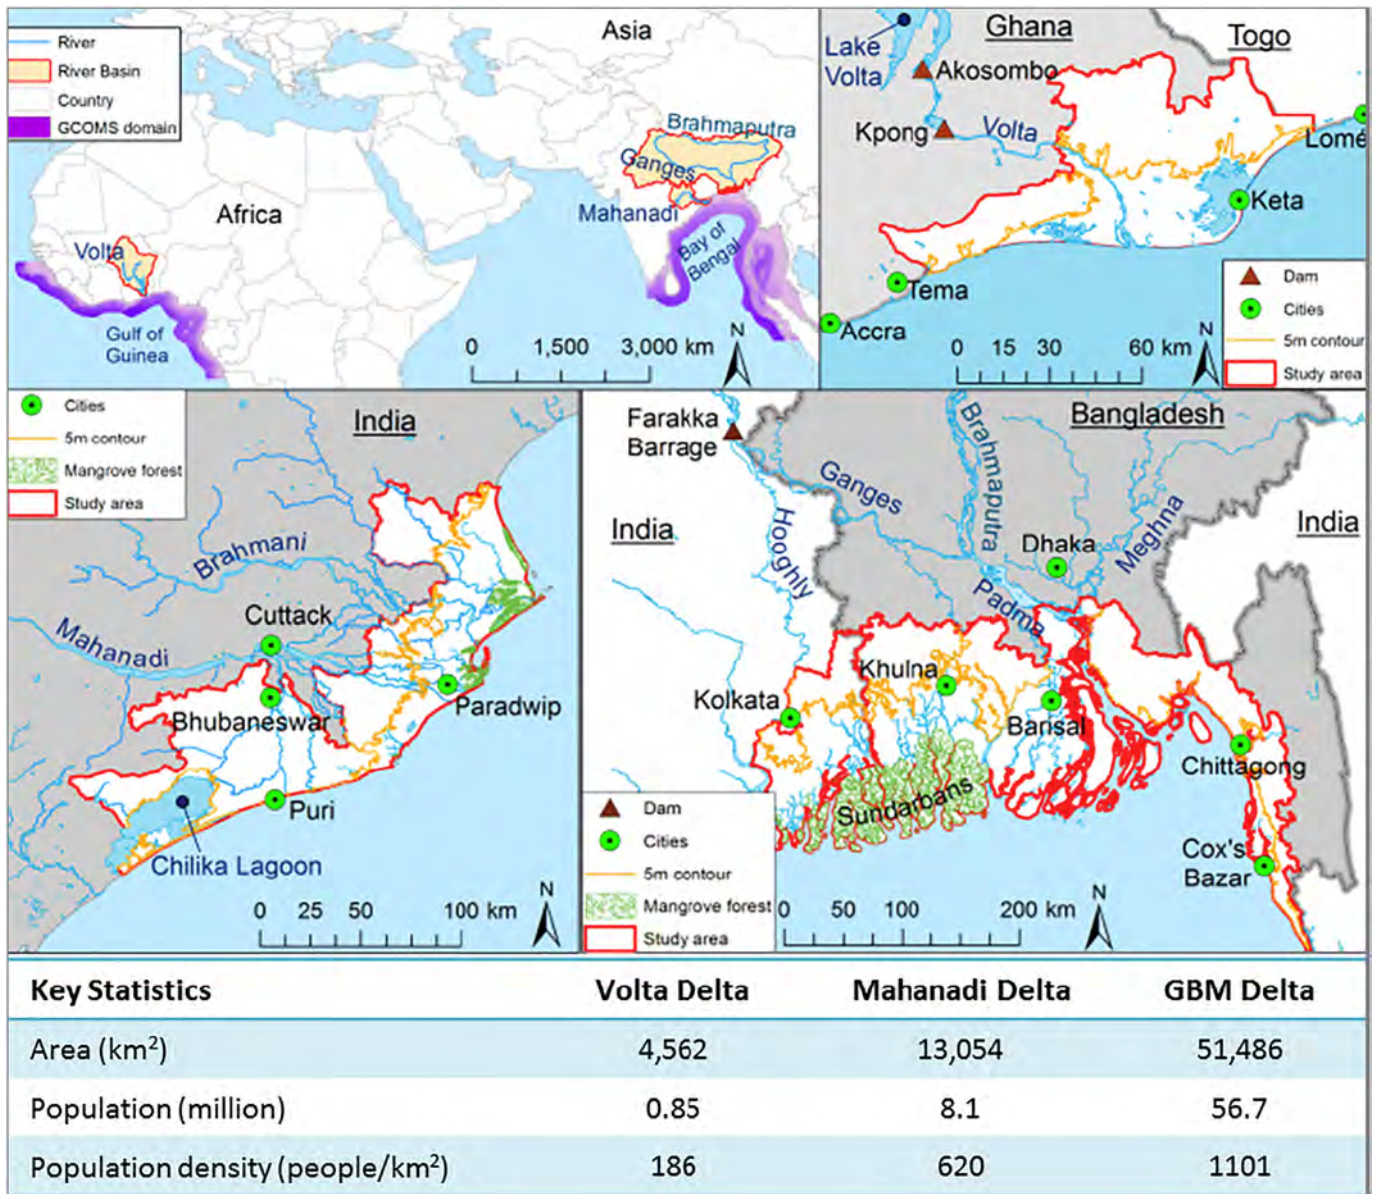 River
River Basin
Country
GCOMS domain
Asia
Africa
Brahmaputra
Ganges
Mahanadi
Bay of
Bengal
Volta
Gulf of
Guinea
0 1,500 3,000 km
N
Ghana
Togo
Lake
Volta
Akosombo
Kpong
Volta
Lomé
Keta
Tema
Accra
Dam
Cities
5m contour
Study area
0 15 30 60 km
N
Cities
5m contour
Mangrove forest
Study area
India
Brahmani
Mahanadi
Cuttack
Bhubaneswar
Paradwip
Puri
Chilika Lagoon
0 25 50 100 km
N
Farakka
Barrage
Bangladesh
Ganges
Brahmaputra
Hooghly
India
India
Meghna
Dhaka
Padma
Khulna
Kolkata
Barisal
Chittagong
Sundarbans
Cox's
Bazar
Dam
Cities
5m contour
Mangrove forest
Study area
0 50 100 200 km
N
Key Statistics Volta Delta Mahanadi Delta GBM Delta
Area (km²) 4,562 13,054 51,486
Population (million) 0.85 8.1 56.7
Population density (people/km²) 186 620 1101